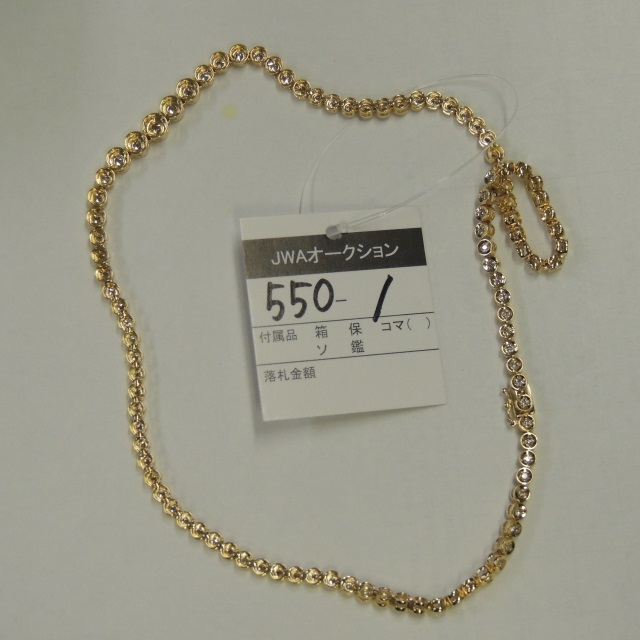 JWAオークション
550-1
付属品 箱 保 コマ( )
ソ 鑑
落札金額